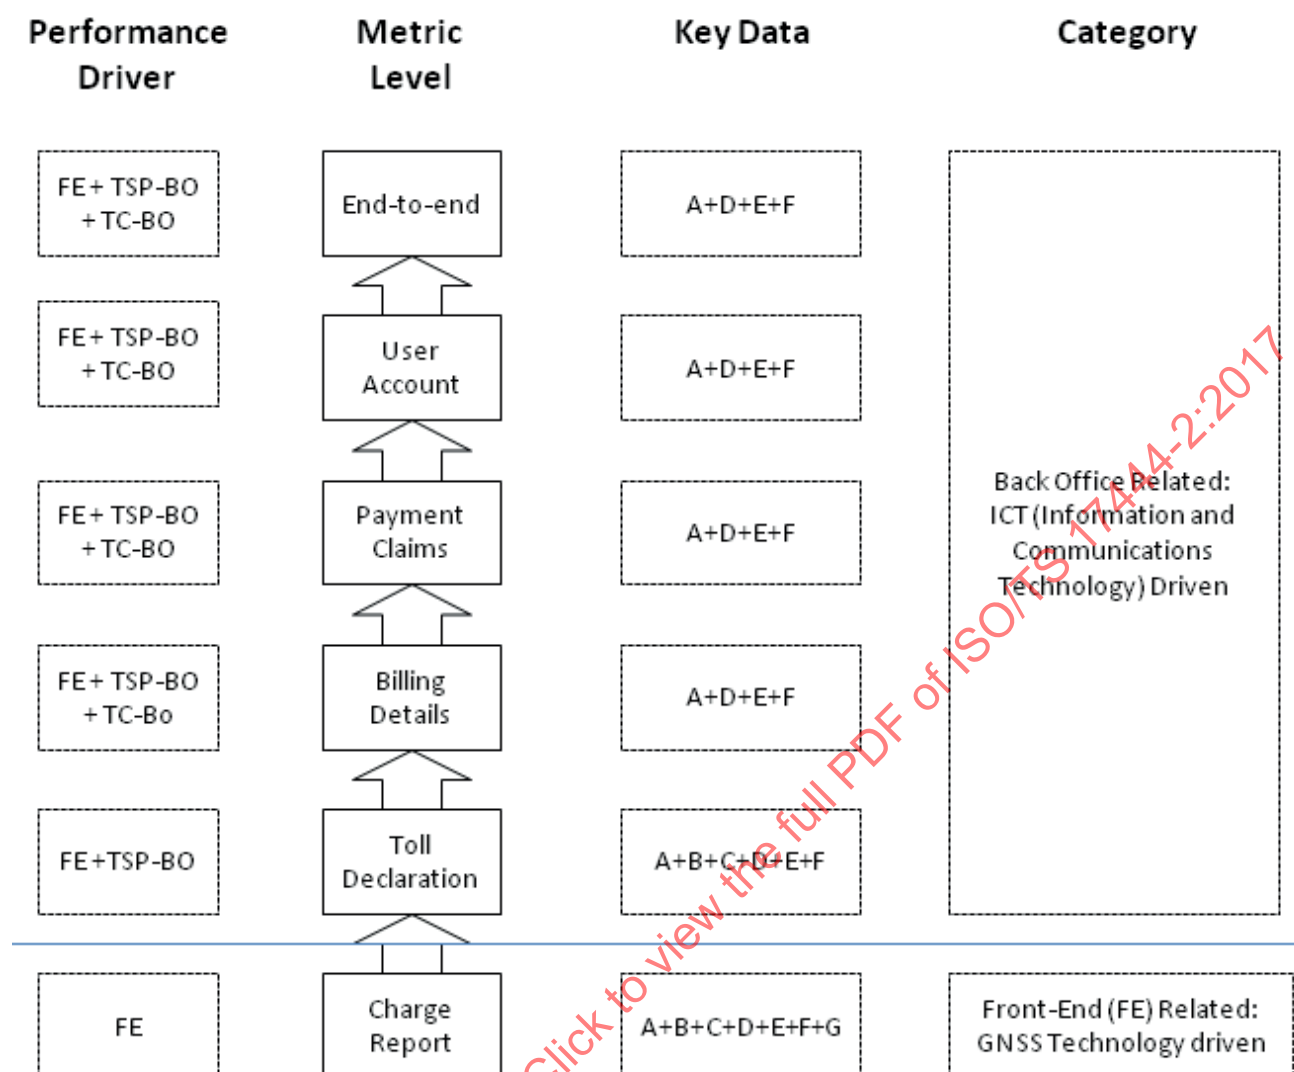 Performance Driver
Metric Level
Key Data
Category
FE+ TSP-BO
+ TC-BO
End-to-end
A+D+E+F
FE+ TSP-BO
+ TC-BO
User
Account
A+D+E+F
FE+ TSP-BO
+ TC-BO
Payment
Claims
A+D+E+F
Back Office Related:
ICT (Information and
Communications
Technology) Driven
FE+ TSP-BO
+ TC-Bo
Billing
Details
A+D+E+F
FE+TSP-BO
Toll
Declaration
A+B+C+D+E+F
FE
Charge
Report
A+B+C+D+E+F+G
Front-End (FE) Related:
GNSS Technology driven
Click to view the full PDF of ISO/TS 17444-2:2017